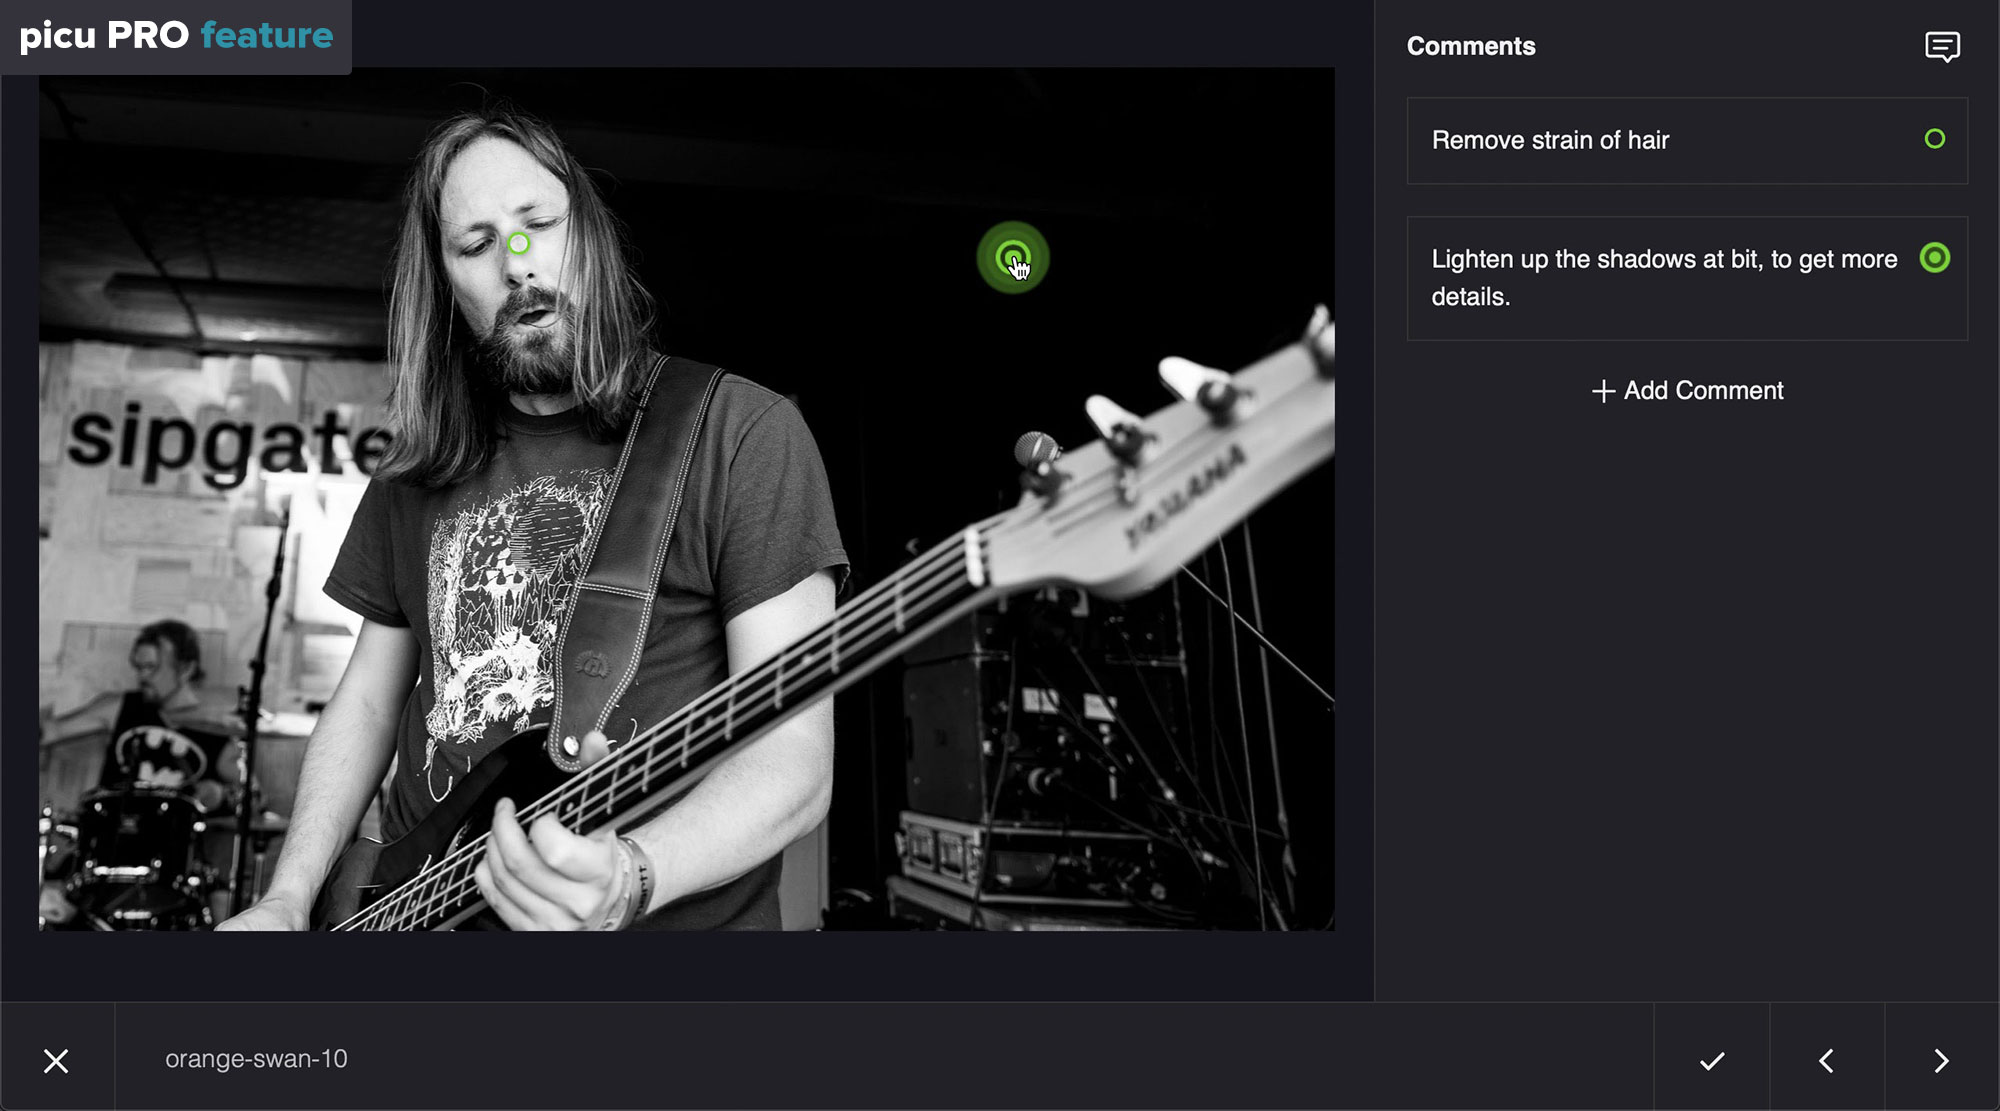 picu PRO feature
Comments
Remove strain of hair
Lighten up the shadows at bit, to get more
details.
+ Add Comment
sipgate
YAMAHA
orange-swan-10